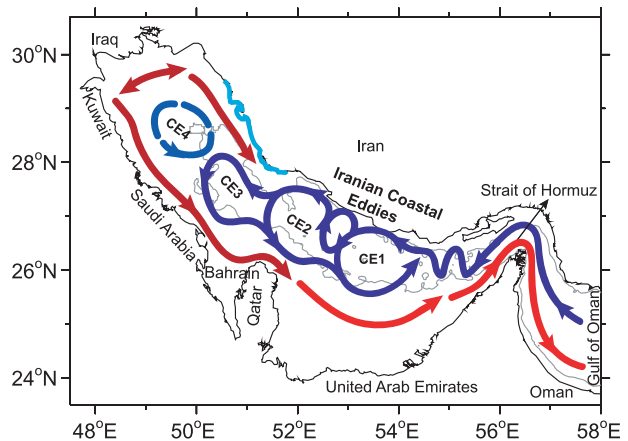 30°N
28°N
26°N
24°N
Iraq
Kuwait
Iran
CE4
Strait of Hormuz
Iranian Coastal
Eddies
CE3
Saudi Arabia
CE2
CE1
Bahrain
Qatar
Gulf of Oman
United Arab Emirates
Oman
48°E
50°E
52°E
54°E
56°E
58°E